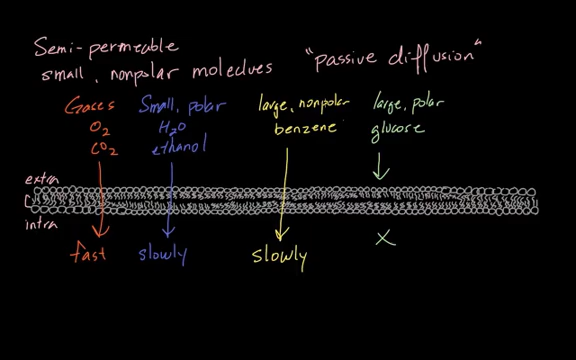 Semi-permeable
small, nonpolar molecules
"passive diffusion"
Gases
O2
CO2
Small, polar
H2O
ethanol
large, nonpolar
benzene
large, polar
glucose
extra
intra
fast
slowly
slowly
X